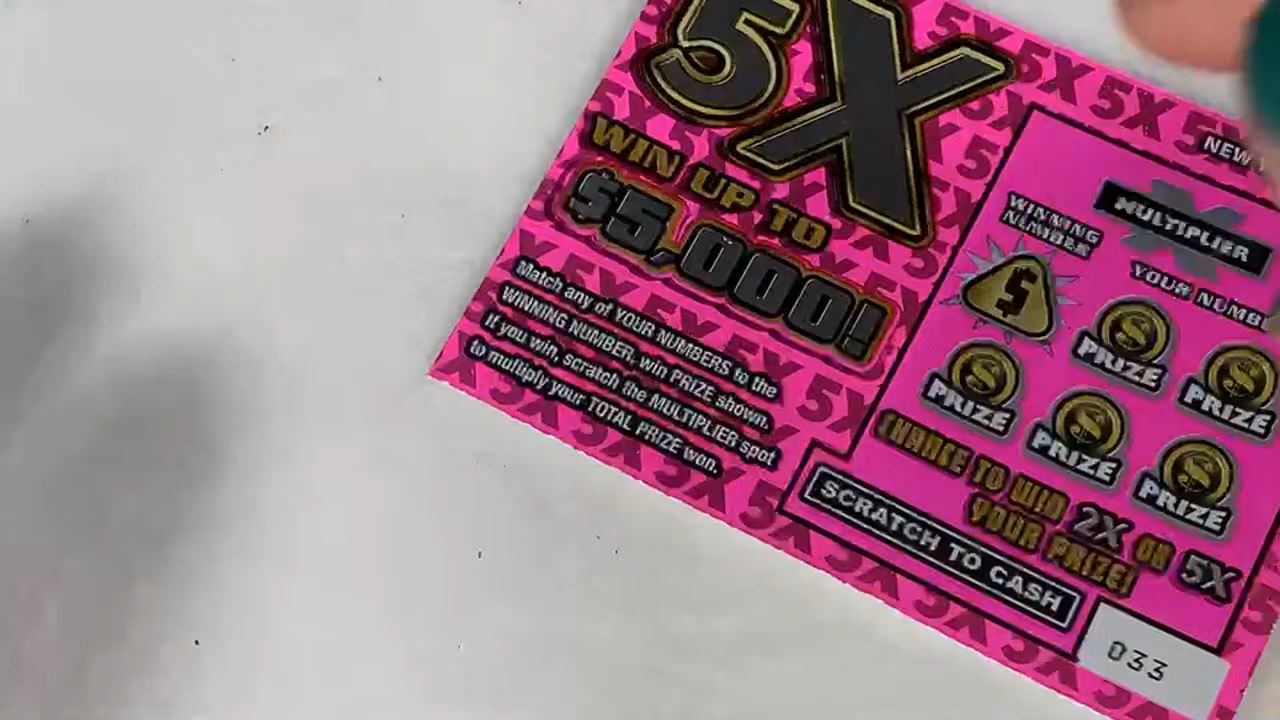 5X
WIN UP TO
$5,000!
Match any of YOUR NUMBERS to the
WINNING NUMBER, win PRIZE shown.
If you win, scratch the MULTIPLIER spot
to multiply your TOTAL PRIZE won.
NEW
MULTIPLIER
WINNING
NUMBER
$
YOUR NUMB
PRIZE PRIZE
PRIZE PRIZE PRIZE
CHANCE TO WIN 2X OR 5X
YOUR PRIZE!
SCRATCH TO CASH
033